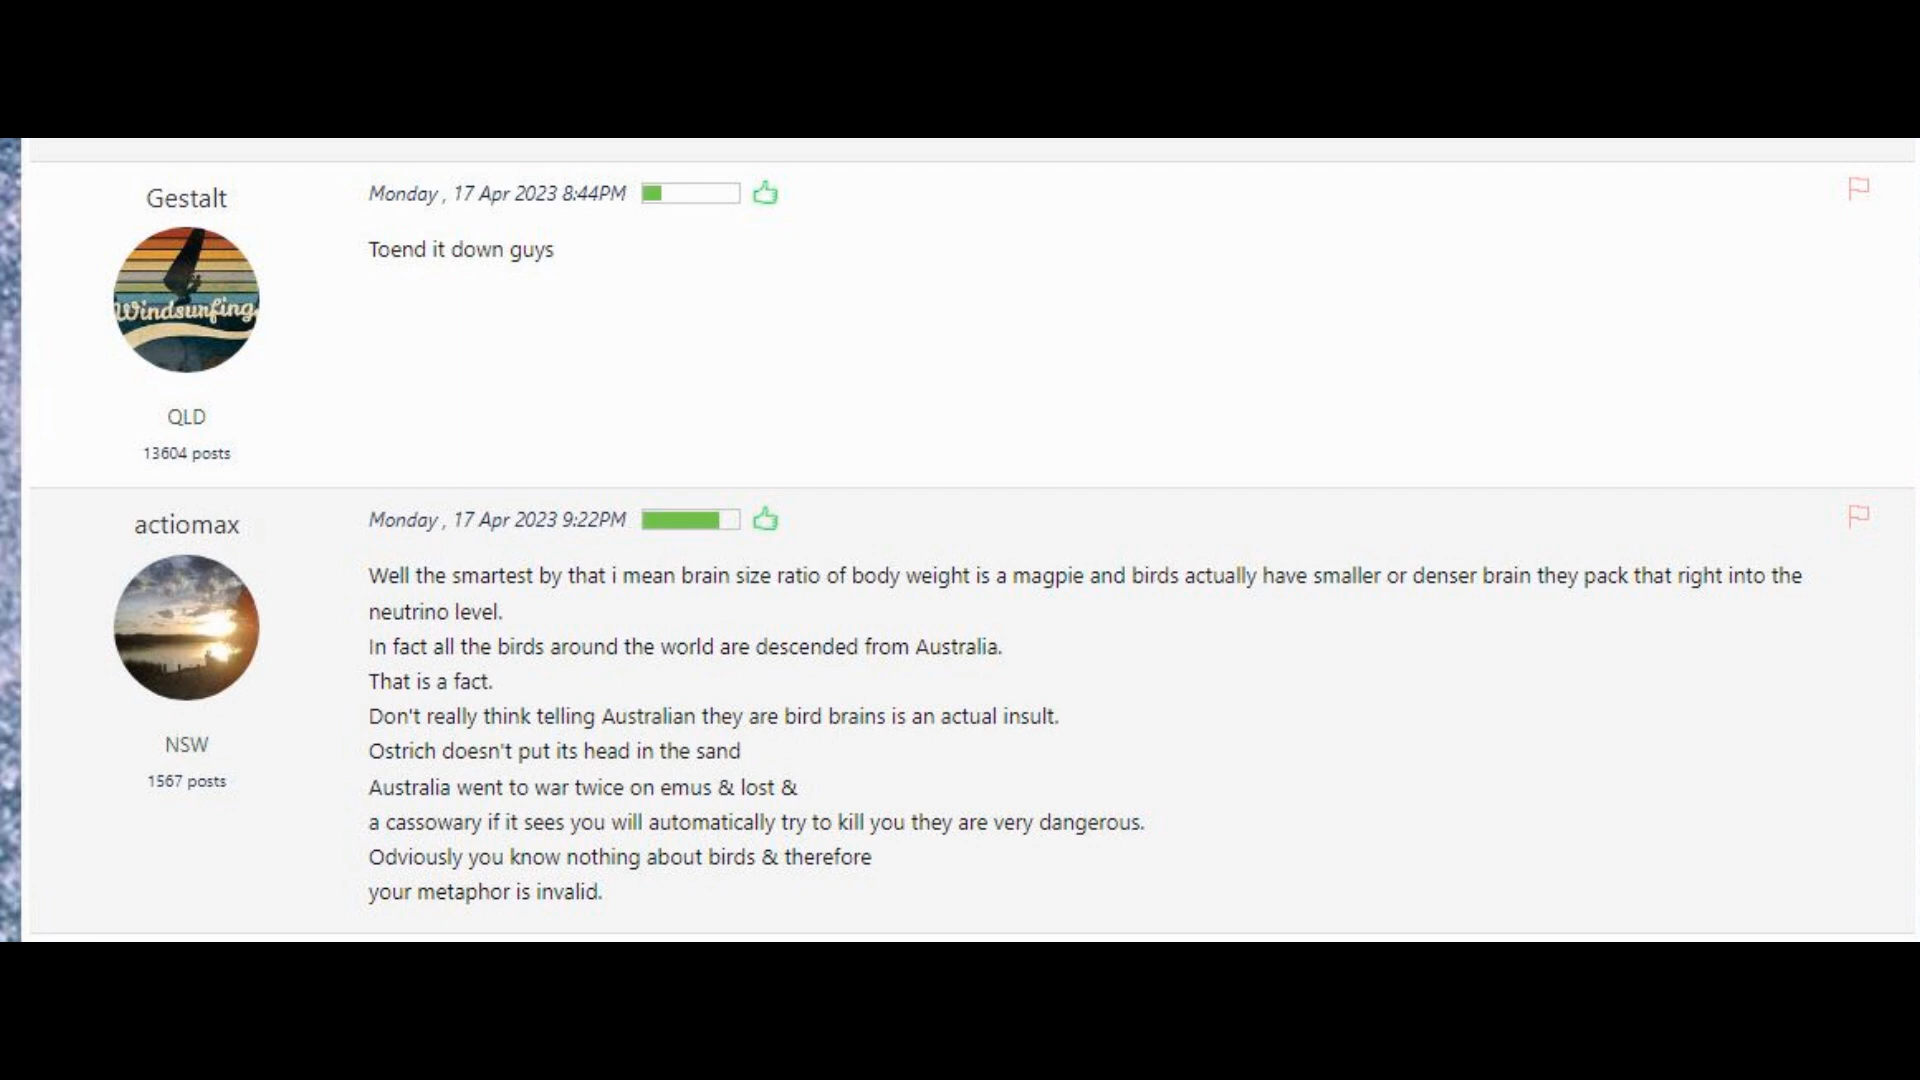 Gestalt
Monday , 17 Apr 2023 8:44PM
Toend it down guys
Windsurfing
QLD
13604 posts
actiomax
Monday , 17 Apr 2023 9:22PM
Well the smartest by that i mean brain size ratio of body weight is a magpie and birds actually have smaller or denser brain they pack that right into the
neutrino level.
In fact all the birds around the world are descended from Australia.
That is a fact.
Don't really think telling Australian they are bird brains is an actual insult.
Ostrich doesn't put its head in the sand
Australia went to war twice on emus & lost &
a cassowary if it sees you will automatically try to kill you they are very dangerous.
Odviously you know nothing about birds & therefore
your metaphor is invalid.
NSW
1567 posts